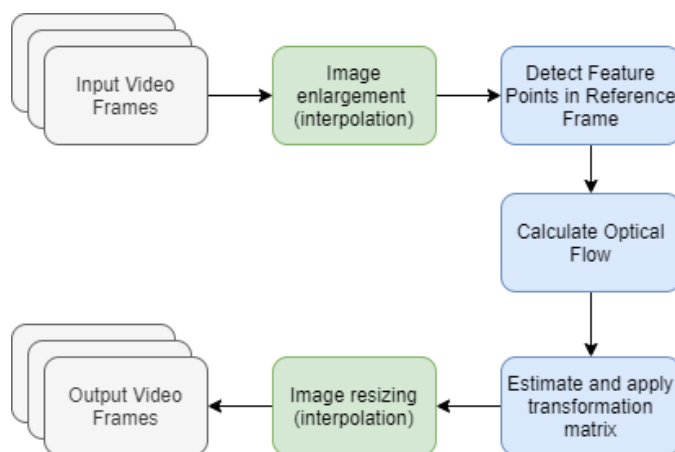 Input Video
Frames
Image
enlargement
(interpolation)
Detect Feature
Points in Reference
Frame
Calculate Optical
Flow
Estimate and apply
transformation
matrix
Image resizing
(interpolation)
Output Video
Frames